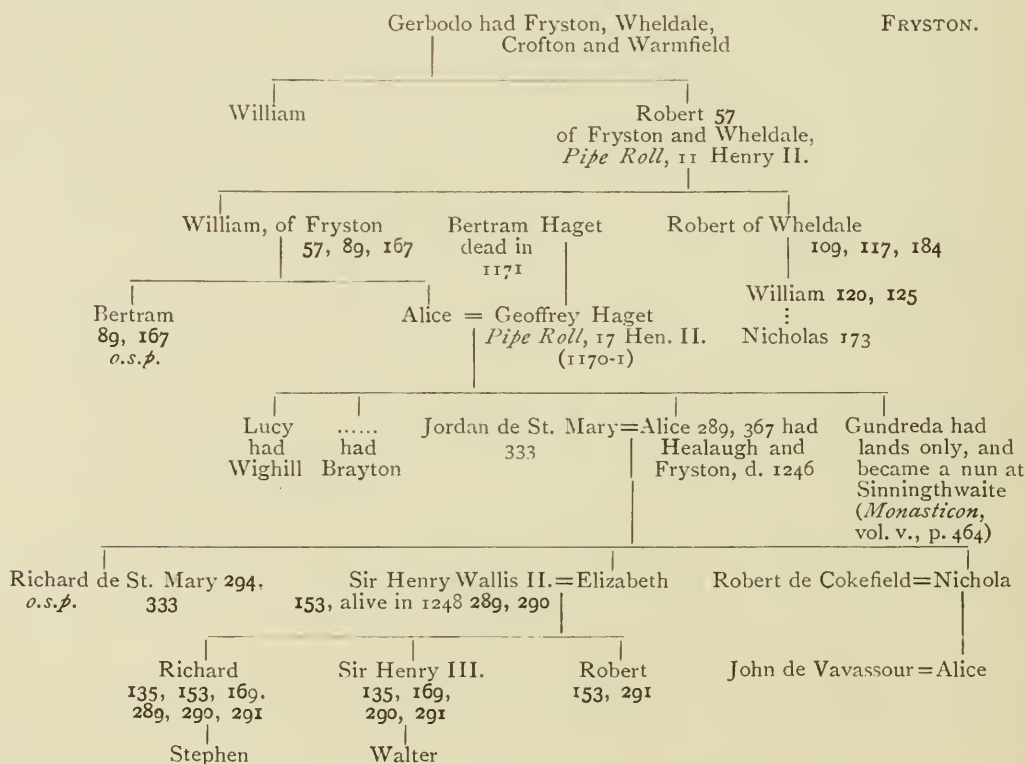 Gerbodo had Fryston, Wheldale, FRYSTON.
Crofton and Warmfield
William Robert 57
of Fryston and Wheldale,
Pipe Roll, 11 Henry II.
William, of Fryston Bertram Haget Robert of Wheldale
57, 89, 167 dead in 109, 117, 184
1171
William 120, 125
Bertram Alice = Geoffrey Haget
89, 167 Pipe Roll, 17 Hen. II. Nicholas 173
o.s.p. (1170-1)
Lucy ...... Jordan de St. Mary=Alice 289, 367 had Gundreda had
had had 333 Healaugh and lands only, and
Wighill Brayton Fryston, d. 1246 became a nun at
Sinningthwaite
(Monasticon,
vol. v., p. 464)
Richard de St. Mary 294, Sir Henry Wallis II.=Elizabeth Robert de Cokefield=Nichola
o.s.p. 333 153, alive in 1248 289, 290
Richard Sir Henry III. Robert John de Vavassour=Alice
135, 153, 169. 135, 169, 153, 291
289, 290, 291 290, 291
Stephen Walter